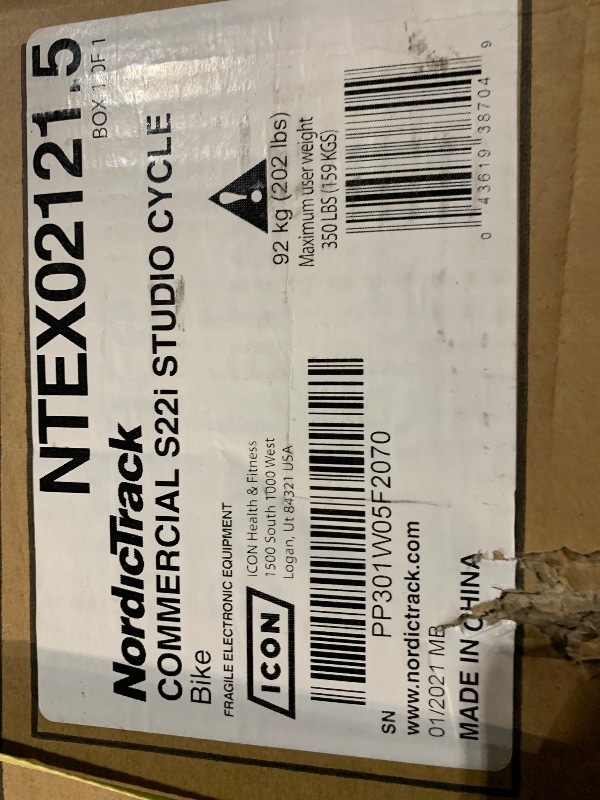 NTEX02121.5
BOX 1 OF 1
NordicTrack
COMMERCIAL S22i STUDIO CYCLE
Bike
FRAGILE ELECTRONIC EQUIPMENT
ICON
ICON Health & Fitness
1500 South 1000 West
Logan, Ut 84321 USA
92 kg (202 lbs)
Maximum user weight
350 LBS (159 KGS)
SN PP301W05F2070
0 43619 38704 9
www.nordictrack.com
01/2021 MB
MADE IN CHINA